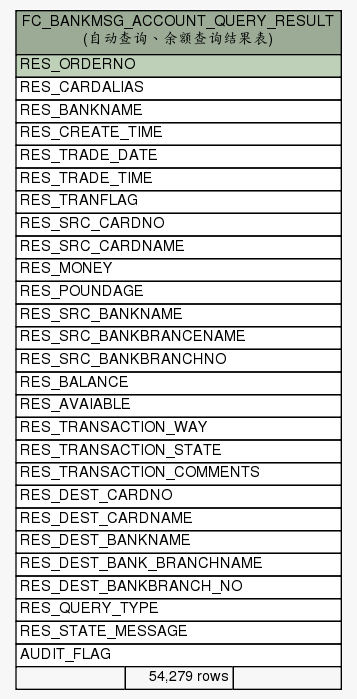 FC_BANKMSG_ACCOUNT_QUERY_RESULT
(自动查询、余额查询结果表)
RES_ORDERNO
RES_CARDALIAS
RES_BANKNAME
RES_CREATE_TIME
RES_TRADE_DATE
RES_TRADE_TIME
RES_TRANFLAG
RES_SRC_CARDNO
RES_SRC_CARDNAME
RES_MONEY
RES_POUNDAGE
RES_SRC_BANKNAME
RES_SRC_BANKBRANCENAME
RES_SRC_BANKBRANCHNO
RES_BALANCE
RES_AVAIABLE
RES_TRANSACTION_WAY
RES_TRANSACTION_STATE
RES_TRANSACTION_COMMENTS
RES_DEST_CARDNO
RES_DEST_CARDNAME
RES_DEST_BANKNAME
RES_DEST_BANK_BRANCHNAME
RES_DEST_BANKBRANCH_NO
RES_QUERY_TYPE
RES_STATE_MESSAGE
AUDIT_FLAG
54,279 rows